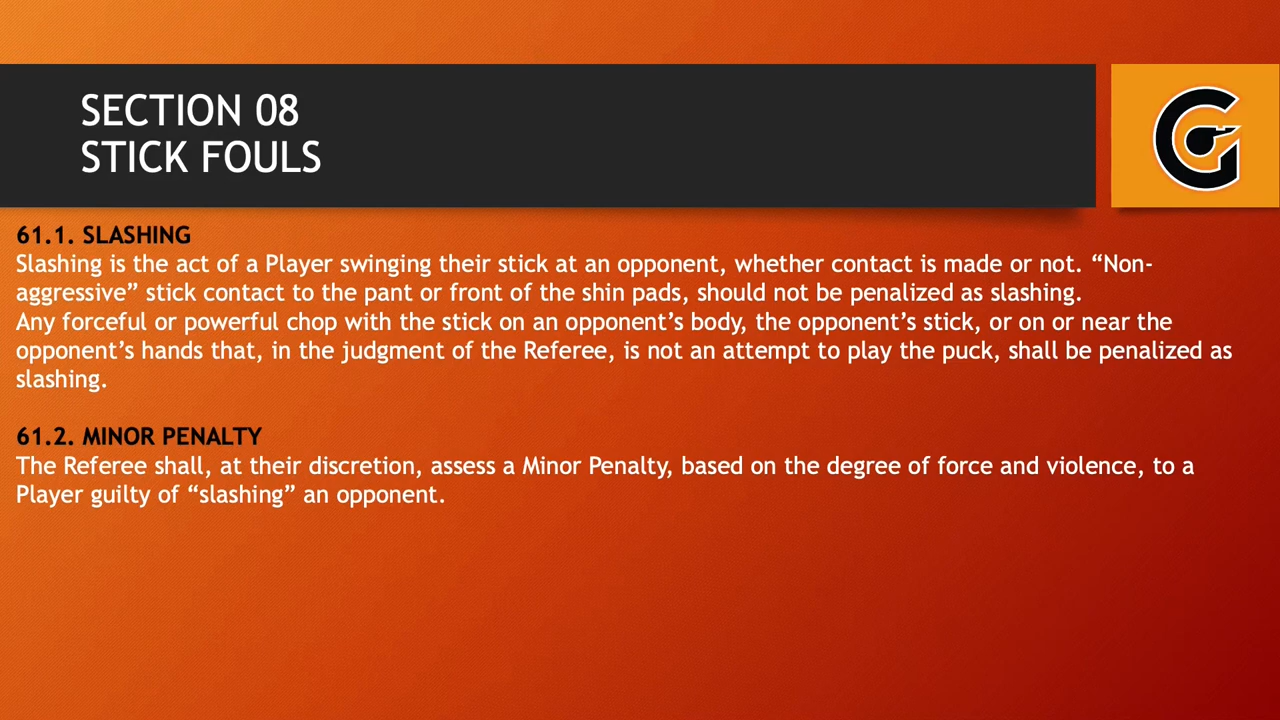 SECTION 08
STICK FOULS
61.1. SLASHING
Slashing is the act of a Player swinging their stick at an opponent, whether contact is made or not. “Non-
aggressive” stick contact to the pant or front of the shin pads, should not be penalized as slashing.
Any forceful or powerful chop with the stick on an opponent’s body, the opponent’s stick, or on or near the
opponent’s hands that, in the judgment of the Referee, is not an attempt to play the puck, shall be penalized as
slashing.
61.2. MINOR PENALTY
The Referee shall, at their discretion, assess a Minor Penalty, based on the degree of force and violence, to a
Player guilty of “slashing” an opponent.